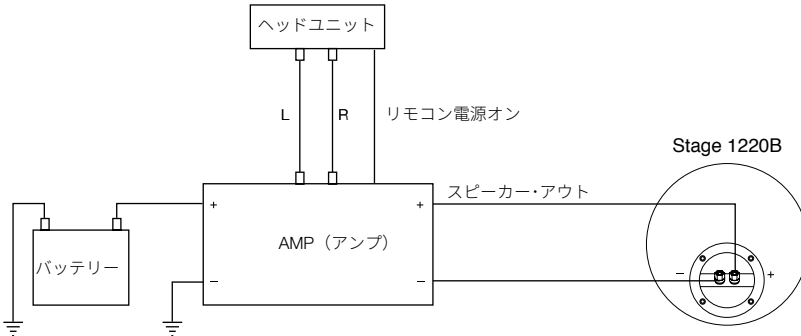 ヘッドユニット
L
R
リモコン電源オン
Stage 1220B
スピーカー・アウト
+
+
AMP（アンプ）
バッテリー
−
−
−
+